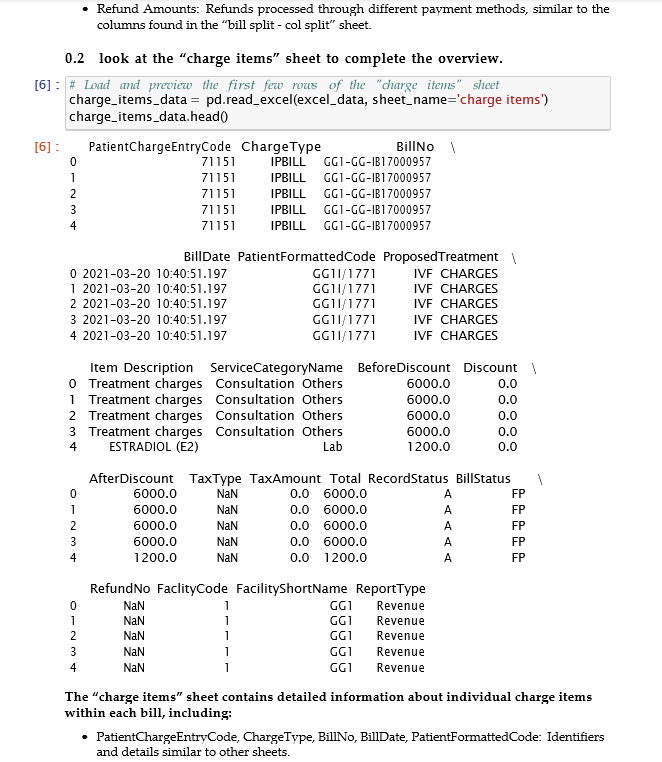 • Refund Amounts: Refunds processed through different payment methods, similar to the
columns found in the “bill split - col split” sheet.
0.2 look at the “charge items” sheet to complete the overview.
[6]: # Load and preview the first few rows of the "charge items" sheet
charge_items_data = pd.read_excel(excel_data, sheet_name='charge items')
charge_items_data.head()
[6]: PatientChargeEntryCode ChargeType BillNo \
0 71151 IPBILL GG1-GG-IB17000957
1 71151 IPBILL GG1-GG-IB17000957
2 71151 IPBILL GG1-GG-IB17000957
3 71151 IPBILL GG1-GG-IB17000957
4 71151 IPBILL GG1-GG-IB17000957
BillDate PatientFormattedCode ProposedTreatment \
0 2021-03-20 10:40:51.197 GG1I/1771 IVF CHARGES
1 2021-03-20 10:40:51.197 GG1I/1771 IVF CHARGES
2 2021-03-20 10:40:51.197 GG1I/1771 IVF CHARGES
3 2021-03-20 10:40:51.197 GG1I/1771 IVF CHARGES
4 2021-03-20 10:40:51.197 GG1I/1771 IVF CHARGES
Item Description ServiceCategoryName BeforeDiscount Discount \
0 Treatment charges Consultation Others 6000.0 0.0
1 Treatment charges Consultation Others 6000.0 0.0
2 Treatment charges Consultation Others 6000.0 0.0
3 Treatment charges Consultation Others 6000.0 0.0
4 ESTRADIOL (E2) Lab 1200.0 0.0
AfterDiscount TaxType TaxAmount Total RecordStatus BillStatus \
0 6000.0 NaN 0.0 6000.0 A FP
1 6000.0 NaN 0.0 6000.0 A FP
2 6000.0 NaN 0.0 6000.0 A FP
3 6000.0 NaN 0.0 6000.0 A FP
4 1200.0 NaN 0.0 1200.0 A FP
RefundNo FaclityCode FacilityShortName ReportType
0 NaN 1 GG1 Revenue
1 NaN 1 GG1 Revenue
2 NaN 1 GG1 Revenue
3 NaN 1 GG1 Revenue
4 NaN 1 GG1 Revenue
The “charge items” sheet contains detailed information about individual charge items
within each bill, including:
• PatientChargeEntryCode, ChargeType, BillNo, BillDate, PatientFormattedCode: Identifiers
and details similar to other sheets.